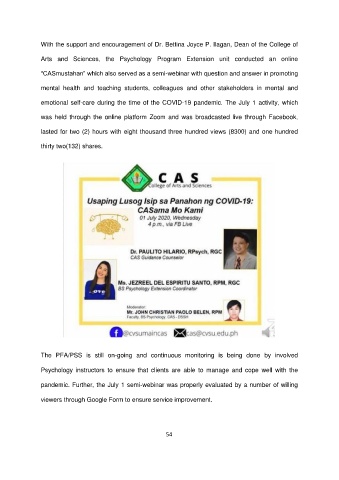 With the support and encouragement of Dr. Bettina Joyce P. Ilagan, Dean of the College of
Arts and Sciences, the Psychology Program Extension unit conducted an online
"CASmustahan" which also served as a semi-webinar with question and answer in promoting
mental health and teaching students, colleagues and other stakeholders in mental and
emotional self-care during the time of the COVID-19 pandemic. The July 1 activity, which
was held through the online platform Zoom and was broadcasted live through Facebook,
lasted for two (2) hours with eight thousand three hundred views (8300) and one hundred
thirty two(132) shares.
CAS
College of Arts and Sciences
Usaping Lusog Isip sa Panahon ng COVID-19:
CASama Mo Kami
01 July 2020, Wednesday
4 p.m., via FB Live
Dr. PAULITO HILARIO, RPsych, RGC
CAS Guidance Counselor
Ms. JEZREEL DEL ESPIRITU SANTO, RPM, RGC
BS Psychology Extension Coordinator
Moderator:
Mr. JOHN CHRISTIAN PAOLO BELEN, RPM
Faculty, BS Psychology, CAS - DSSH
@cvsumaincas cas@cvsu.edu.ph
The PFA/PSS is still on-going and continuous monitoring is being done by involved
Psychology instructors to ensure that clients are able to manage and cope well with the
pandemic. Further, the July 1 semi-webinar was properly evaluated by a number of willing
viewers through Google Form to ensure service improvement.
54